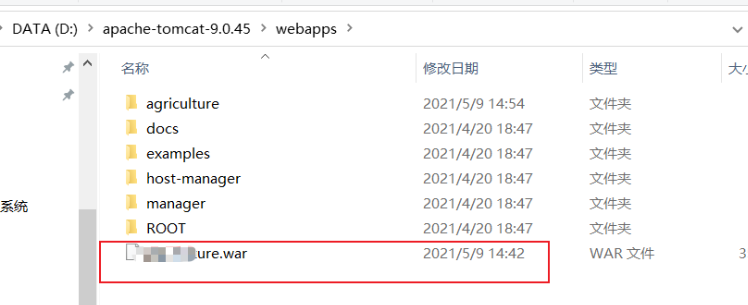 DATA (D:) > apache-tomcat-9.0.45 > webapps >
名称 修改日期 类型 大小
agriculture 2021/5/9 14:54 文件夹
docs 2021/4/20 18:47 文件夹
examples 2021/4/20 18:47 文件夹
host-manager 2021/4/20 18:47 文件夹
manager 2021/4/20 18:47 文件夹
系统
ROOT 2021/4/20 18:47 文件夹
ture.war 2021/5/9 14:42 WAR 文件 3